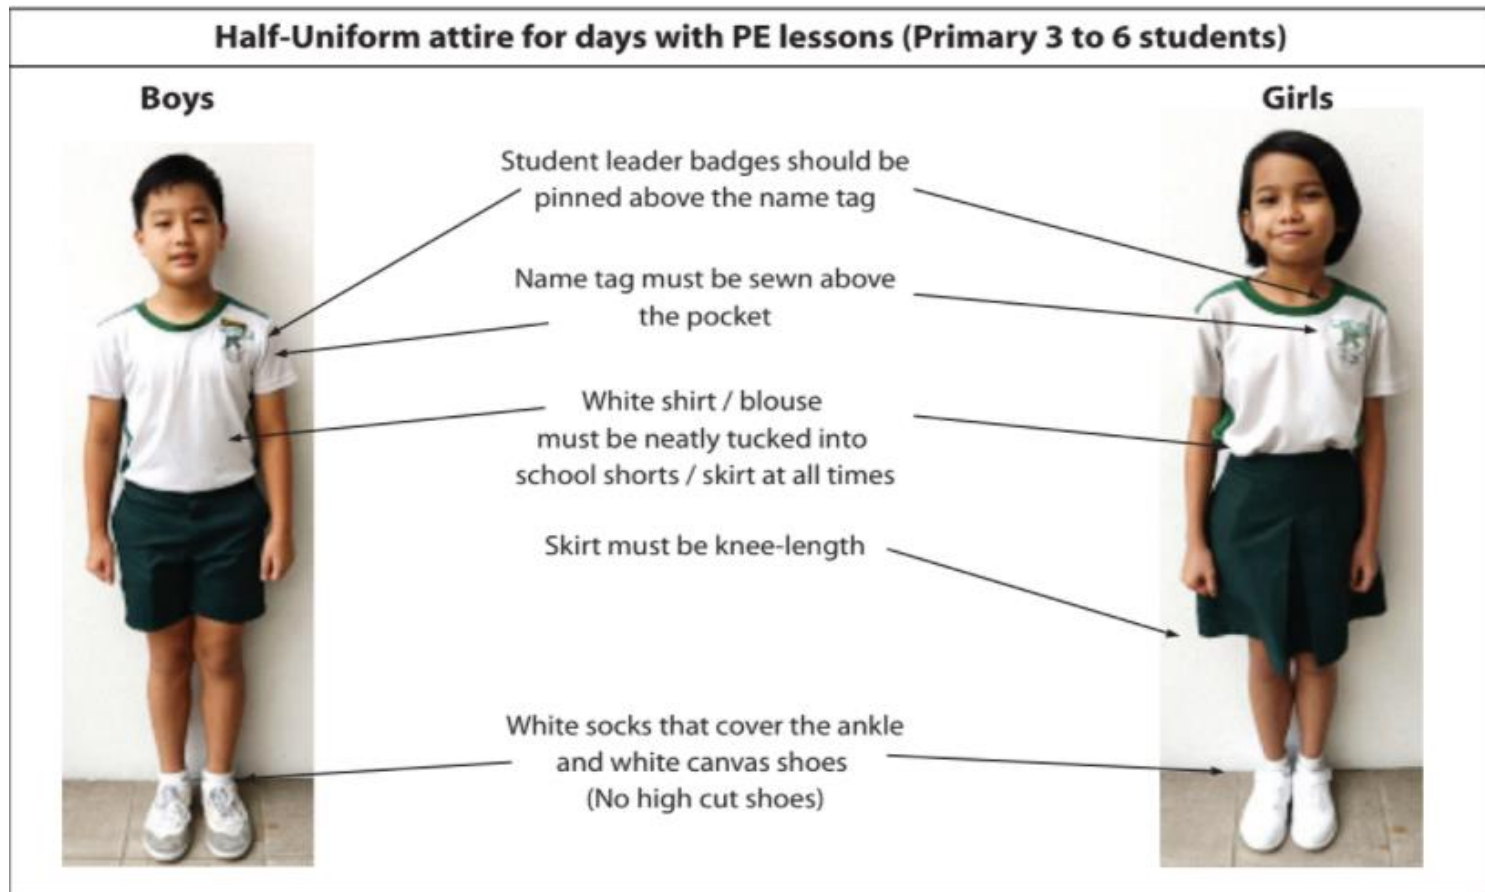 Half-Uniform attire for days with PE lessons (Primary 3 to 6 students)
Boys
Girls
Student leader badges should be
pinned above the name tag
Name tag must be sewn above
the pocket
White shirt / blouse
must be neatly tucked into
school shorts / skirt at all times
Skirt must be knee-length
White socks that cover the ankle
and white canvas shoes
(No high cut shoes)